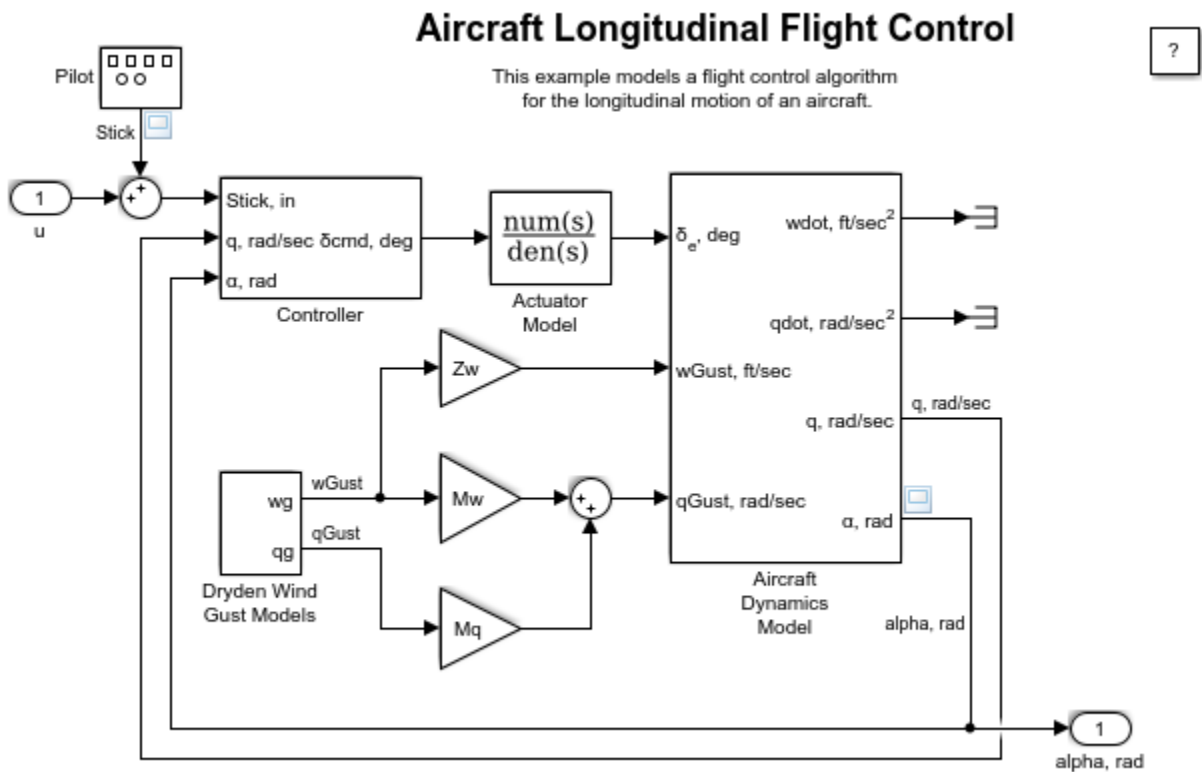 Aircraft Longitudinal Flight Control
?
This example models a flight control algorithm
for the longitudinal motion of an aircraft.
Pilot
Stick
1
u
Stick, in
q, rad/sec δcmd, deg
α, rad
Controller
num(s)
den(s)
Actuator
Model
Zw
wGust
wg
qGust
qg
Dryden Wind
Gust Models
Mw
Mq
δe, deg
wGust, ft/sec
qGust, rad/sec
wdot, ft/sec²
qdot, rad/sec²
q, rad/sec
α, rad
Aircraft
Dynamics
Model
q, rad/sec
alpha, rad
1
alpha, rad